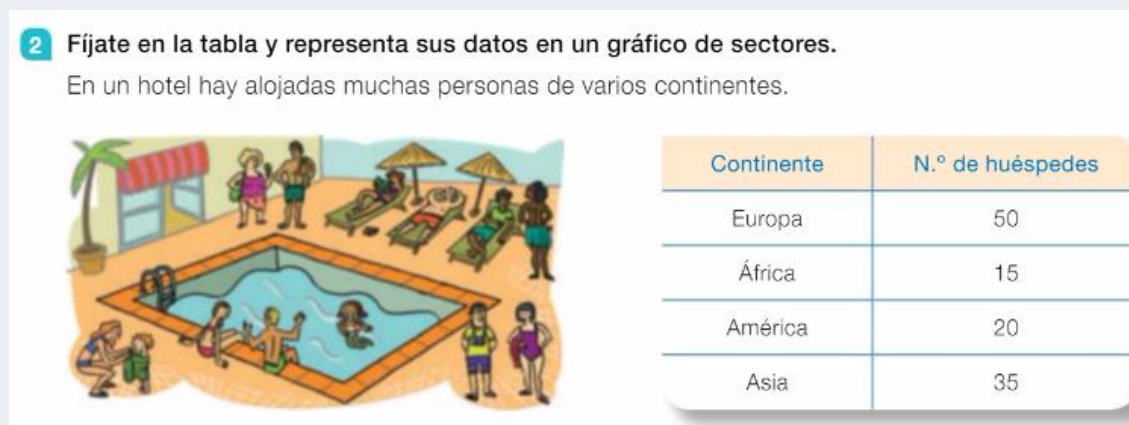 2 Fíjate en la tabla y representa sus datos en un gráfico de sectores.
En un hotel hay alojadas muchas personas de varios continentes.
Continente N.º de huéspedes
Europa 50
África 15
América 20
Asia 35